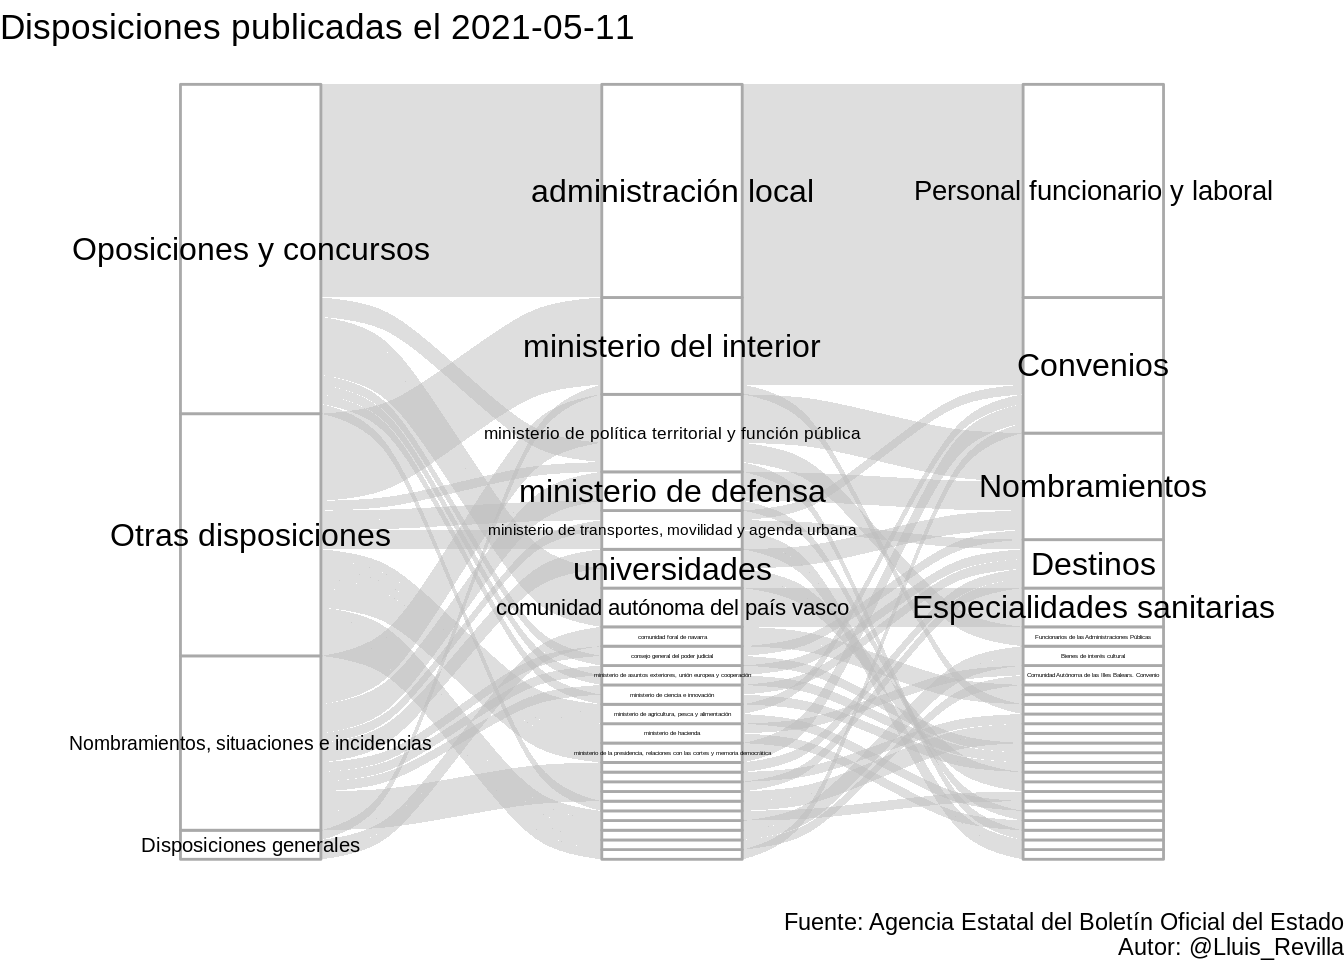 Disposiciones publicadas el 2021-05-11
Oposiciones y concursos
Otras disposiciones
Nombramientos, situaciones e incidencias
Disposiciones generales
administración local
ministerio del interior
ministerio de política territorial y función pública
ministerio de defensa
ministerio de transportes, movilidad y agenda urbana
universidades
comunidad autónoma del país vasco
comunidad foral de navarra
consejo general del poder judicial
ministerio de asuntos exteriores, unión europea y cooperación
ministerio de ciencia e innovación
ministerio de agricultura, pesca y alimentación
ministerio de hacienda
ministerio de la presidencia, relaciones con las cortes y memoria democrática
Personal funcionario y laboral
Convenios
Nombramientos
Destinos
Especialidades sanitarias
Funcionarios de las Administraciones Públicas
Bienes de interés cultural
Comunidad Autónoma de las Illes Balears. Convenio
Fuente: Agencia Estatal del Boletín Oficial del Estado
Autor: @Lluis_Revilla